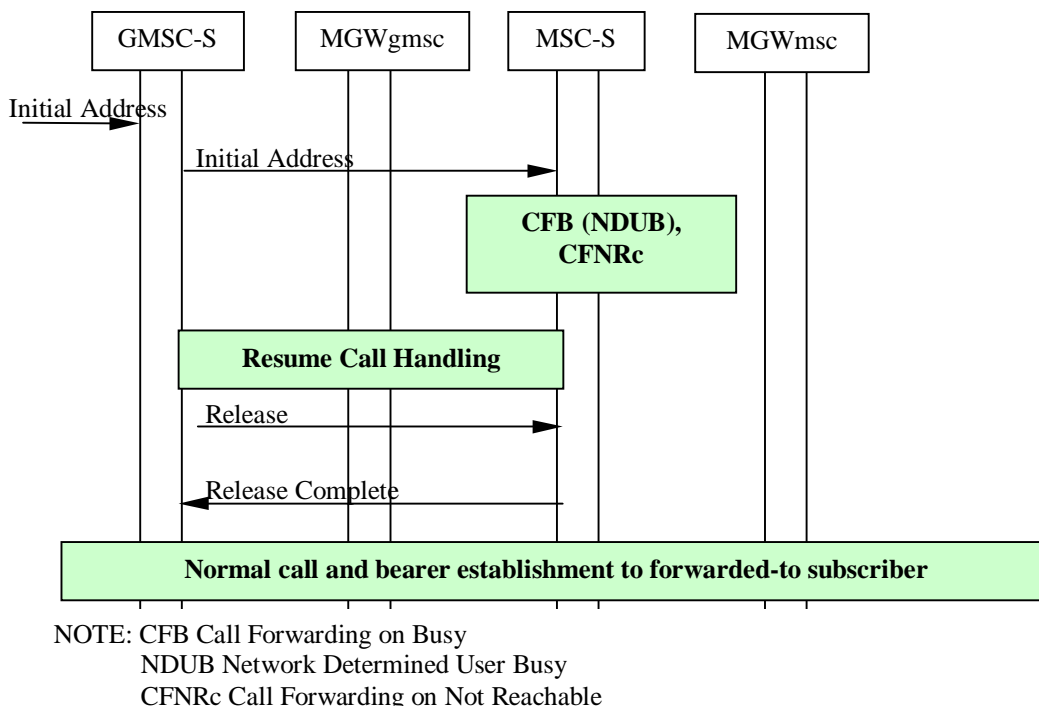 GMSC-S
MGWgmsc
MSC-S
MGWmsc
Initial Address
Initial Address
CFB (NDUB),
CFNRc
Resume Call Handling
Release
Release Complete
Normal call and bearer establishment to forwarded-to subscriber
NOTE: CFB Call Forwarding on Busy
NDUB Network Determined User Busy
CFNRc Call Forwarding on Not Reachable